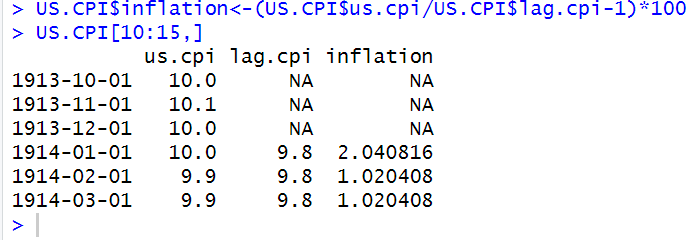 > US.CPI$inflation<-(US.CPI$us.cpi/US.CPI$lag.cpi-1)*100
> US.CPI[10:15,]
us.cpi lag.cpi inflation
1913-10-01 10.0 NA NA
1913-11-01 10.1 NA NA
1913-12-01 10.0 NA NA
1914-01-01 10.0 9.8 2.040816
1914-02-01 9.9 9.8 1.020408
1914-03-01 9.9 9.8 1.020408
>